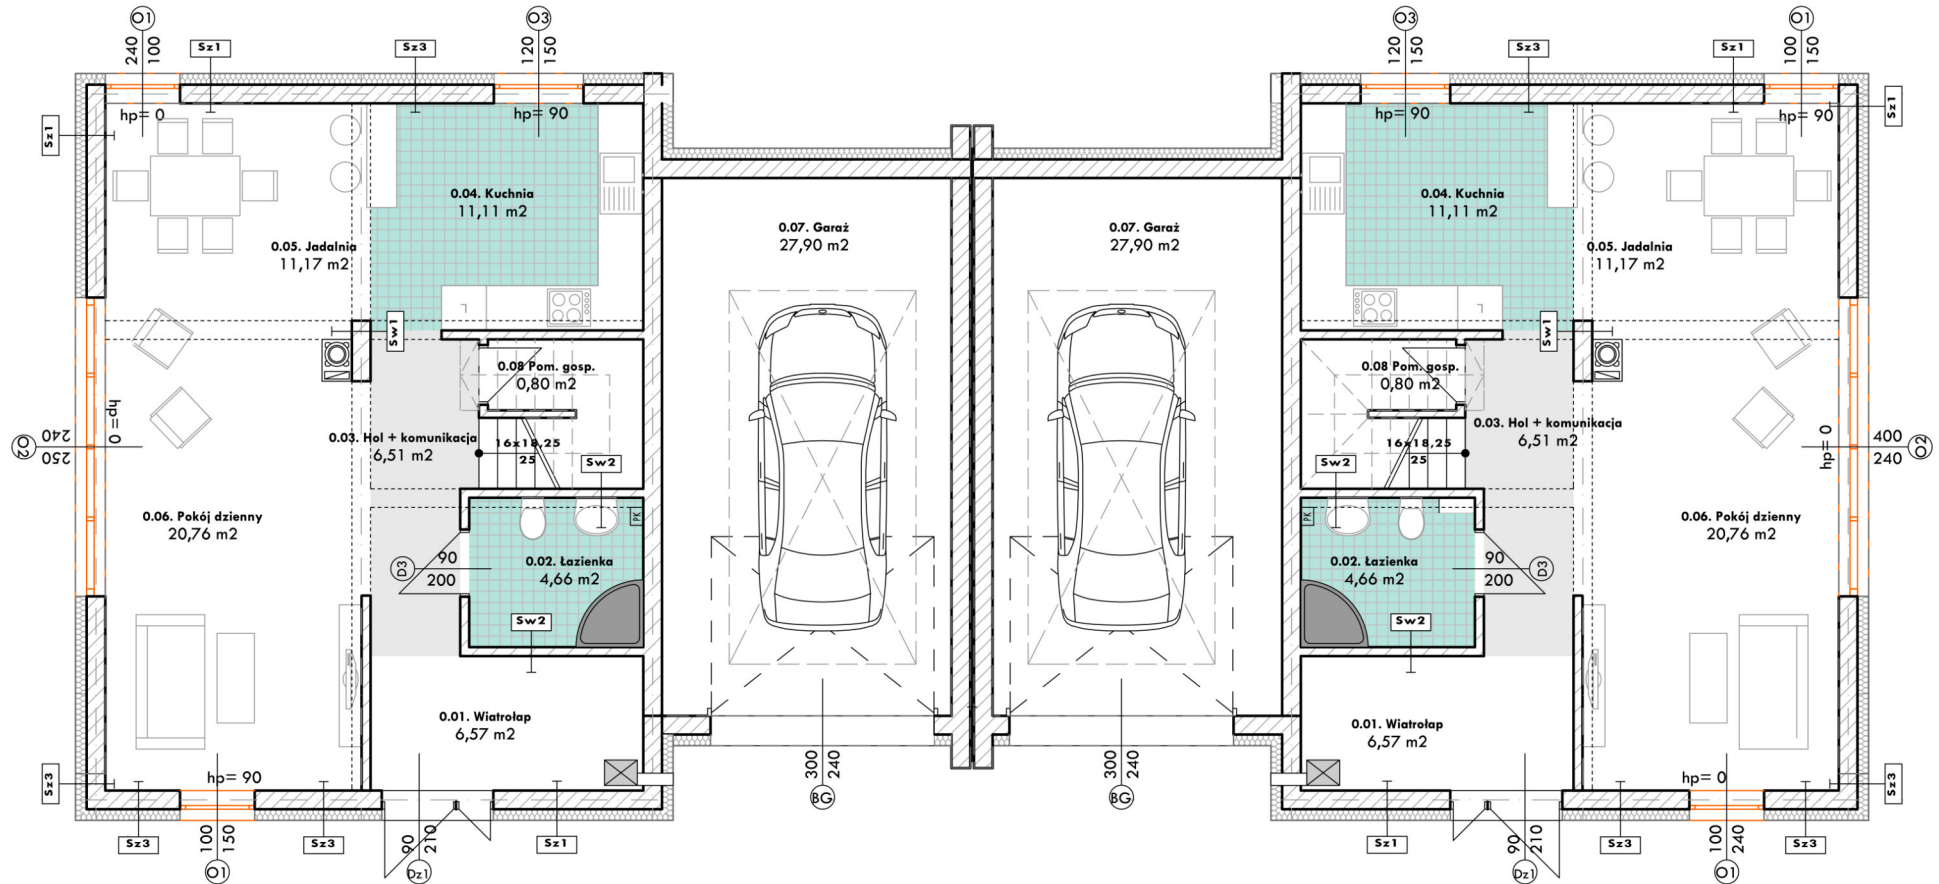 O1
O3
O3
O1
240
100
Sz1
Sz3
120
150
120
150
Sz3
Sz1
100
150
hp= 0
hp= 90
hp= 90
hp= 90
Sz1
Sz1
0.04. Kuchnia
11,11 m2
0.04. Kuchnia
11,11 m2
0.07. Garaż
27,90 m2
0.07. Garaż
27,90 m2
0.05. Jadalnia
11,17 m2
0.05. Jadalnia
11,17 m2
Sw1
Sw1
0.08 Pom. gosp.
0,80 m2
0.08 Pom. gosp.
0,80 m2
hp= 0
hp= 0
O2
240
250
0.03. Hol + komunikacja
6,51 m2
16x18,25
25
Sw2
Sw2
16x18,25
25
0.03. Hol + komunikacja
6,51 m2
400
240
O2
0.06. Pokój dzienny
20,76 m2
PK
PK
0.06. Pokój dzienny
20,76 m2
D3
90
200
0.02. Łazienka
4,66 m2
0.02. Łazienka
4,66 m2
90
200
D3
Sw2
Sw2
0.01. Wiatrołap
6,57 m2
0.01. Wiatrołap
6,57 m2
Sz3
hp= 90
300
240
300
240
hp= 0
Sz3
BG
BG
Sz3
100
150
Sz3
90
210
Sz1
Sz1
90
210
Sz3
100
240
Sz3
O1
Dz1
Dz1
O1